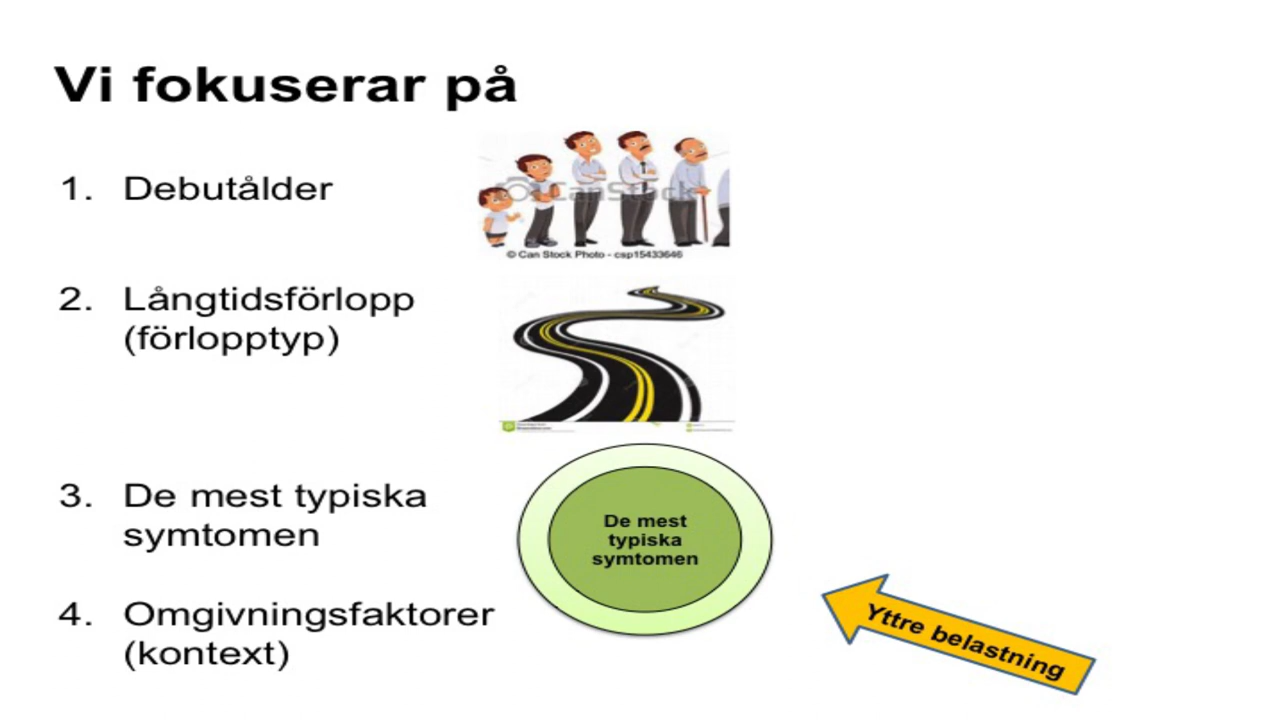 Vi fokuserar på
1. Debutålder
CanStock
© Can Stock Photo - csp15433646
2. Långtidsförlopp
(förlopptyp)
3. De mest typiska
symtomen
De mest
typiska
symtomen
4. Omgivningsfaktorer
(kontext)
Yttre belastning